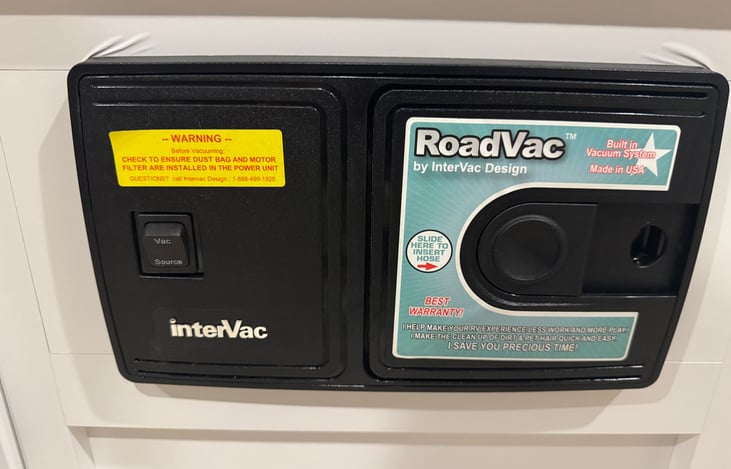 -- WARNING --
Before Vacuuming:
CHECK TO ENSURE DUST BAG AND MOTOR
FILTER ARE INSTALLED IN THE POWER UNIT
QUESTIONS? call Intervac Design : 1-888-499-1925
Vac
Source
interVac
RoadVac™
by InterVac Design
Built in
Vacuum System
Made in USA
SLIDE
HERE TO
INSERT
HOSE
BEST
WARRANTY!
I HELP MAKE YOUR RV EXPERIENCE LESS WORK AND MORE PLAY.
I MAKE THE CLEAN UP OF DIRT & PET HAIR QUICK AND EASY.
I SAVE YOU PRECIOUS TIME!